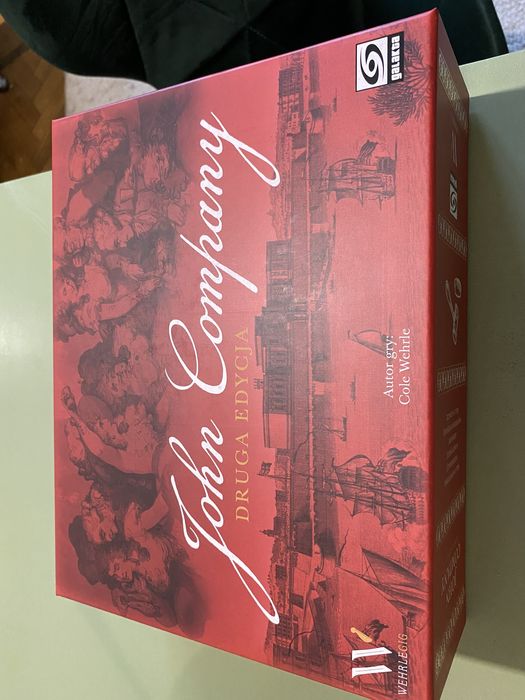 John Company
DRUGA EDYCJA
Autor gry:
Cole Wehrle
WEHRLEGIG
galakta